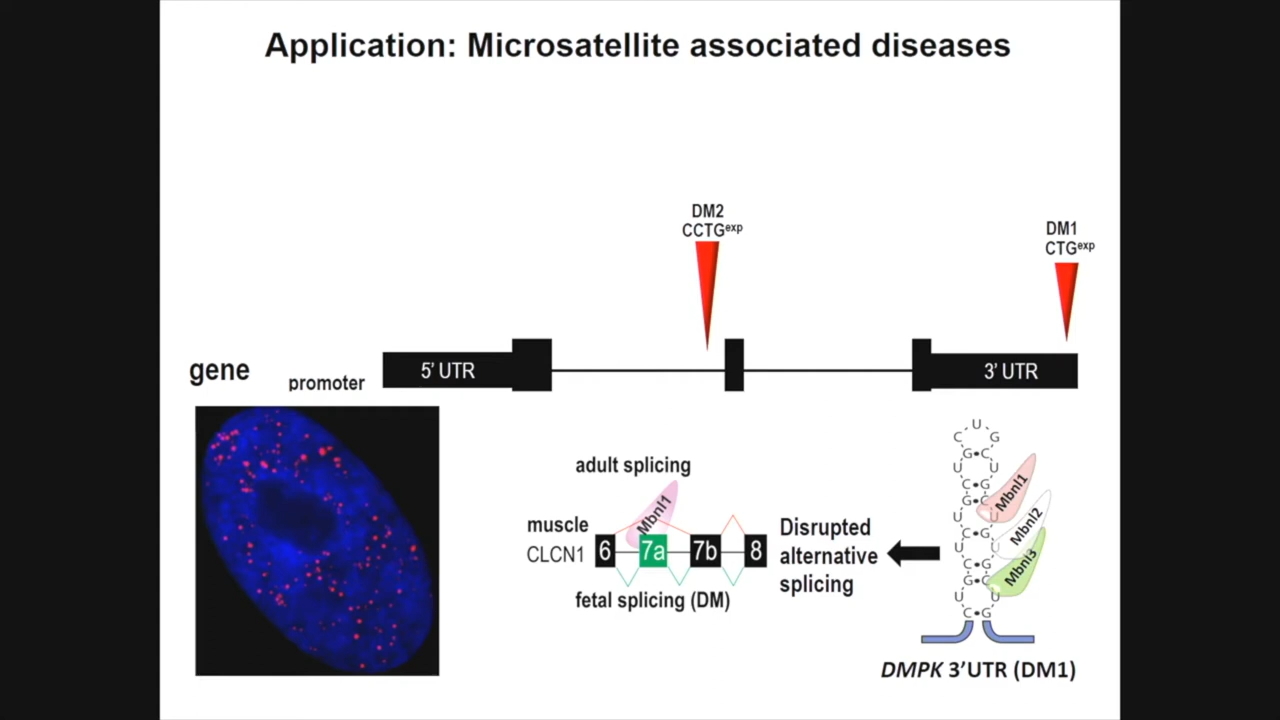 Application: Microsatellite associated diseases
DM2
CCTGexp
DM1
CTGexp
gene
promoter
5' UTR
3' UTR
adult splicing
Mbnl1
muscle
CLCN1
6
7a
7b
8
fetal splicing (DM)
Disrupted
alternative
splicing
U
C G
G•C
U U
C•G
G•C
U U
C•G
U U
C•G
G•C
U U
C•G
Mbnl1
Mbnl2
Mbnl3
DMPK 3'UTR (DM1)